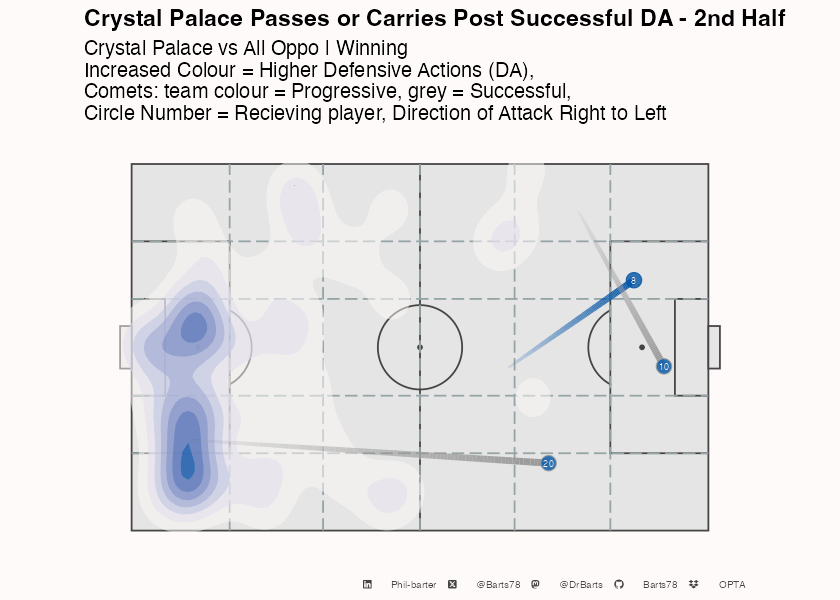 Crystal Palace Passes or Carries Post Successful DA - 2nd Half
Crystal Palace vs All Oppo | Winning
Increased Colour = Higher Defensive Actions (DA),
Comets: team colour = Progressive, grey = Successful,
Circle Number = Recieving player, Direction of Attack Right to Left
8
10
20
Phil-barter @Barts78 @DrBarts Barts78 OPTA